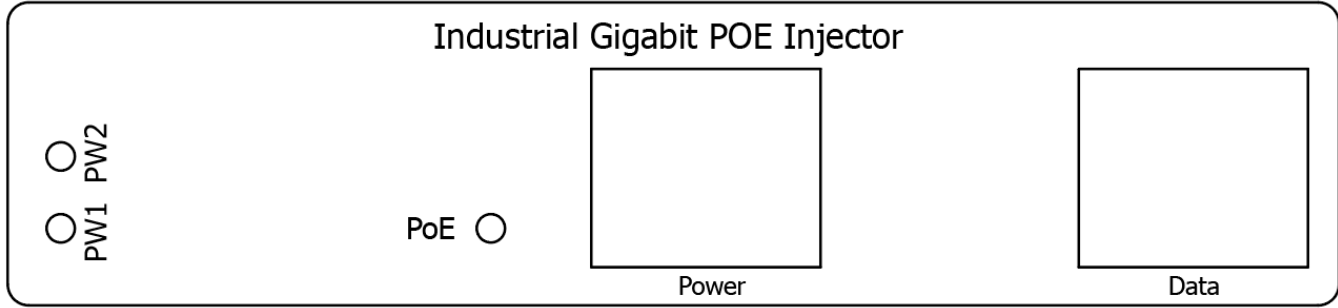 Industrial Gigabit POE Injector
PW2
PW1
PoE
Power
Data